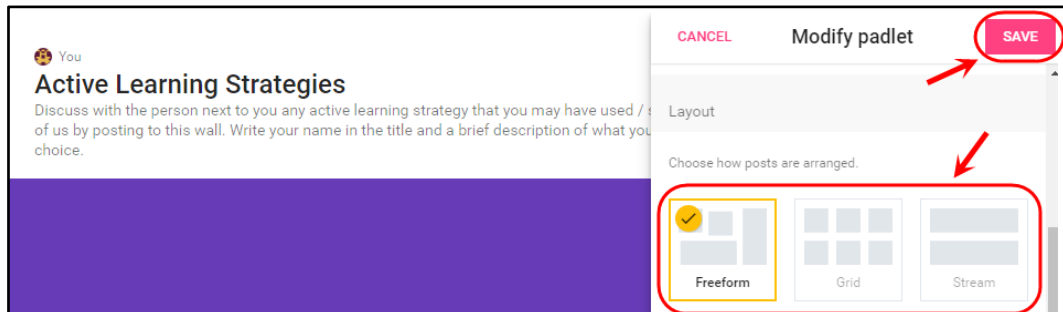 You
Active Learning Strategies
Discuss with the person next to you any active learning strategy that you may have used /
of us by posting to this wall. Write your name in the title and a brief description of what you
choice.
CANCEL
Modify padlet
SAVE
Layout
Choose how posts are arranged.
Freeform
Grid
Stream